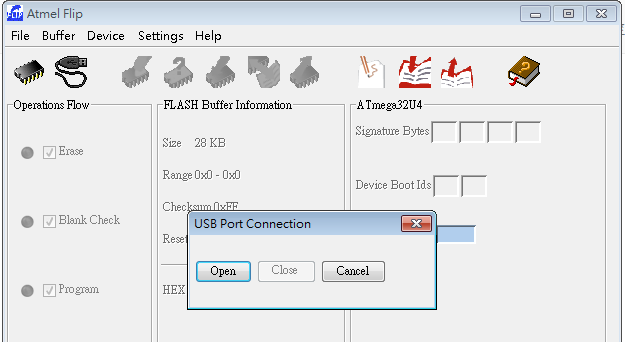 Atmel Flip
File Buffer Device Settings Help
Operations Flow
Erase
Blank Check
Program
FLASH Buffer Information
Size 28 KB
Range 0x0 - 0x0
Checksum 0xFF
Reset
HEX
ATmega32U4
Signature Bytes
Device Boot Ids
USB Port Connection
Open Close Cancel